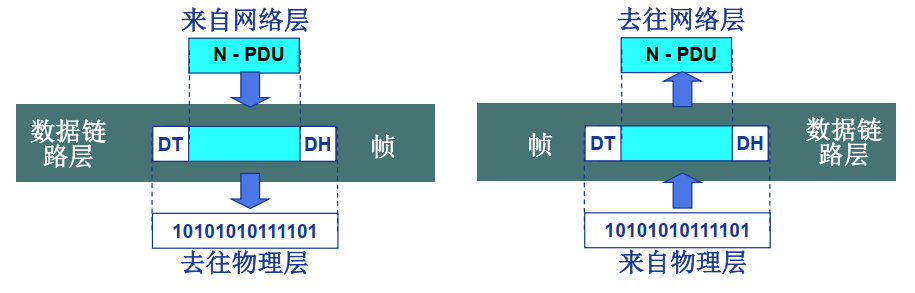 来自网络层
N - PDU
数据链
路层
DT
DH
帧
10101010111101
去往物理层
去往网络层
N - PDU
帧
DT
DH
数据链
路层
10101010111101
来自物理层